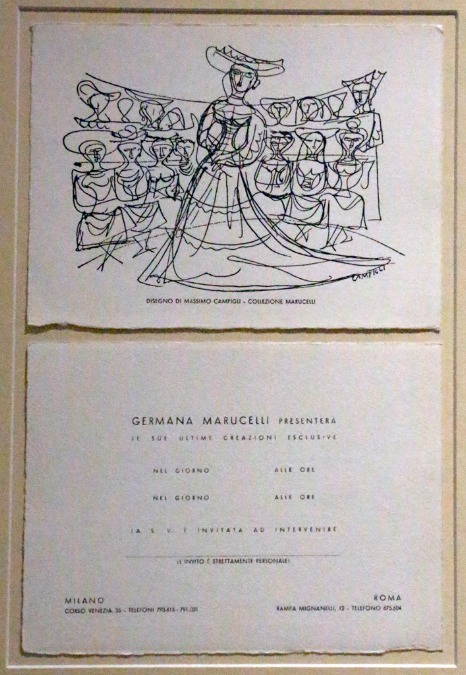 CAMPIGLI
DISEGNO DI MASSIMO CAMPIGLI - COLLEZIONE MARUCELLI
GERMANA MARUCELLI PRESENTERÀ
LE SUE ULTIME CREAZIONI ESCLUSIVE
NEL GIORNO ALLE ORE
NEL GIORNO ALLE ORE
LA S. V. È INVITATA AD INTERVENIRE
(L'INVITO È STRETTAMENTE PERSONALE)
MILANO
CORSO VENEZIA, - TELEFONI
ROMA
RAMPA MIGNANELLI, 12 - TELEFONO 675.604